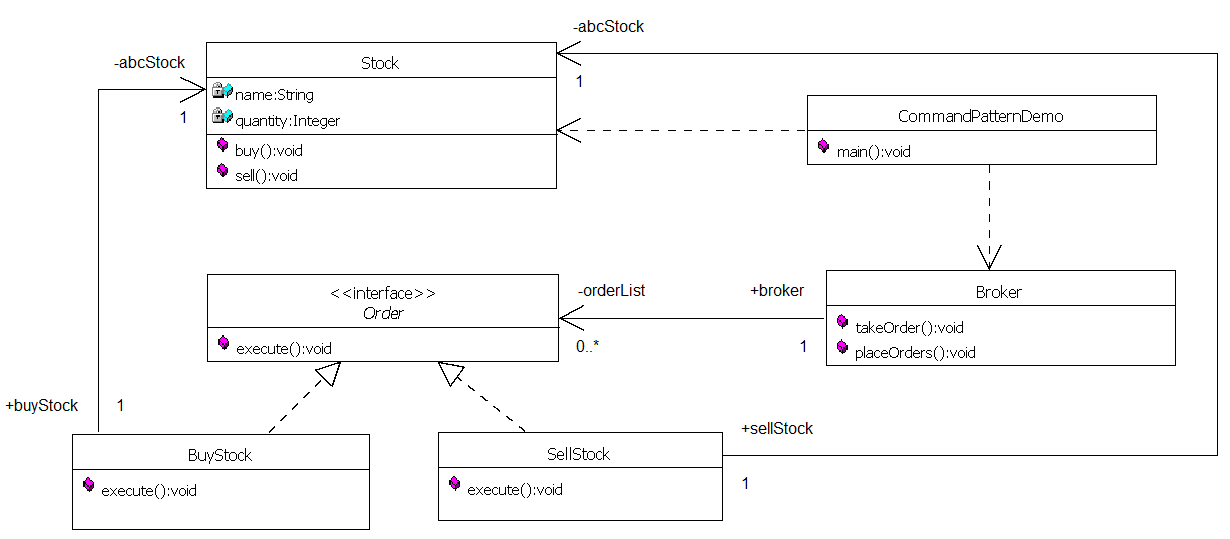 -abcStock
-abcStock
Stock
1
1
name:String
quantity:Integer
buy():void
sell():void
CommandPatternDemo
main():void
<<interface>>
Order
execute():void
-orderList
0..*
+broker
1
Broker
takeOrder():void
placeOrders():void
+buyStock
1
BuyStock
execute():void
SellStock
execute():void
+sellStock
1